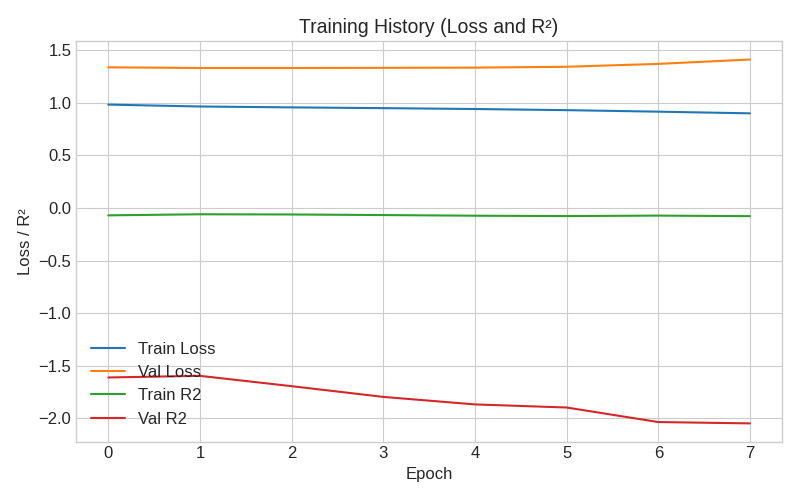 Training History (Loss and R²)
1.5
1.0
0.5
0.0
−0.5
−1.0
−1.5
−2.0
Loss / R²
Train Loss
Val Loss
Train R2
Val R2
0 1 2 3 4 5 6 7
Epoch